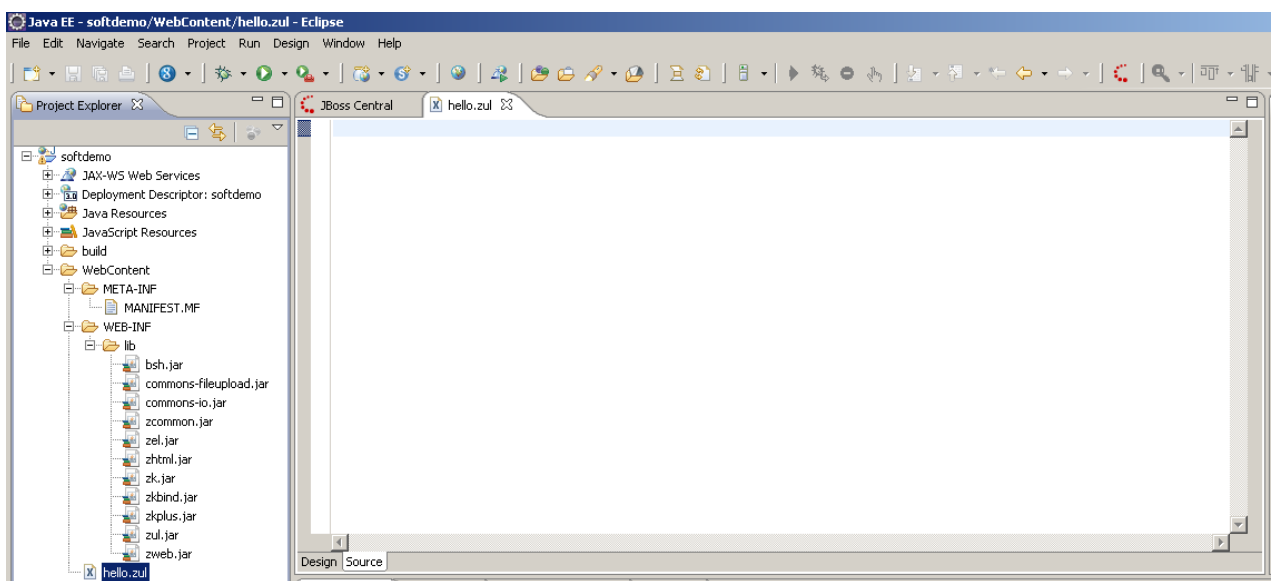 Java EE - softdemo/WebContent/hello.zul - Eclipse
File Edit Navigate Search Project Run Design Window Help
Project Explorer
JBoss Central
hello.zul
softdemo
JAX-WS Web Services
3.0 Deployment Descriptor: softdemo
Java Resources
JavaScript Resources
build
WebContent
META-INF
MANIFEST.MF
WEB-INF
lib
bsh.jar
commons-fileupload.jar
commons-io.jar
zcommon.jar
zel.jar
zhtml.jar
zk.jar
zkbind.jar
zkplus.jar
zul.jar
zweb.jar
hello.zul
Design Source